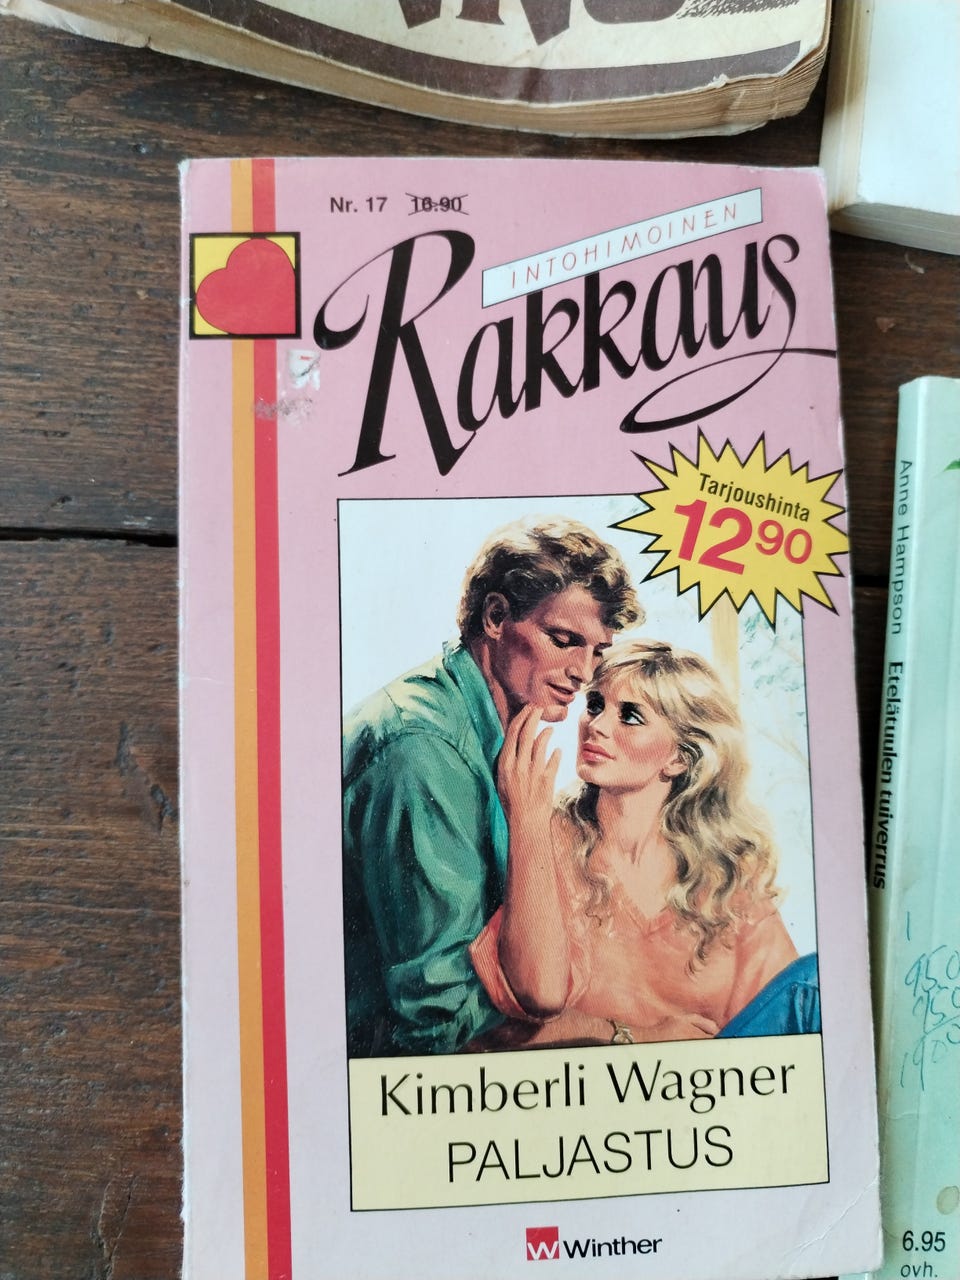 Nr. 17 16.90
INTOHIMOINEN
Rakkaus
Tarjoushinta
12 90
Kimberli Wagner
PALJASTUS
W Winther
Anne Hampson Etelätuulen tuiverrus
6.95
ovh.